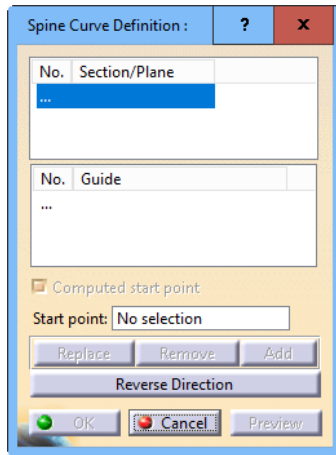 Spine Curve Definition : ? x
No. Section/Plane
...
No. Guide
...
Computed start point
Start point: No selection
Replace Remove Add
Reverse Direction
OK Cancel Preview